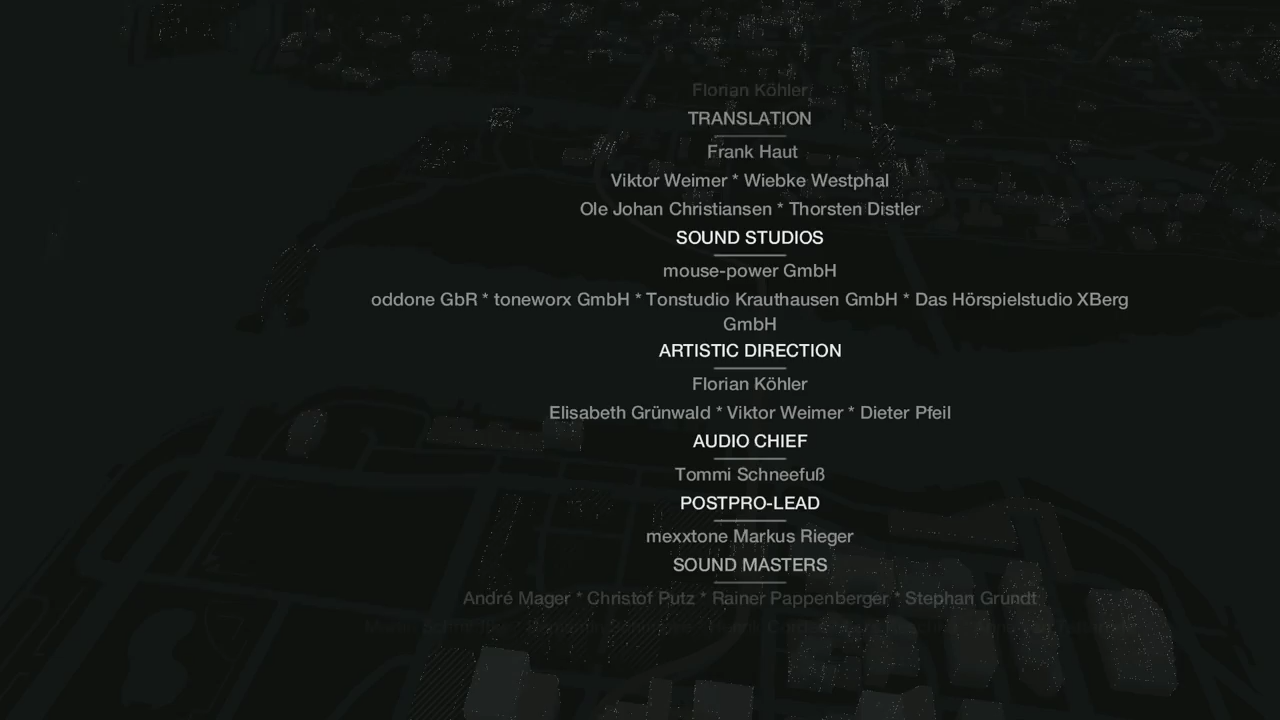 Florian Köhler
TRANSLATION
Frank Haut
Viktor Weimer * Wiebke Westphal
Ole Johan Christiansen * Thorsten Distler
SOUND STUDIOS
mouse-power GmbH
oddone GbR * toneworx GmbH * Tonstudio Krauthausen GmbH * Das Hörspielstudio XBerg
GmbH
ARTISTIC DIRECTION
Florian Köhler
Elisabeth Grünwald * Viktor Weimer * Dieter Pfeil
AUDIO CHIEF
Tommi Schneefuß
POSTPRO-LEAD
mexxtone Markus Rieger
SOUND MASTERS
André Mager * Christof Putz * Rainer Pappenberger * Stephan Grundt